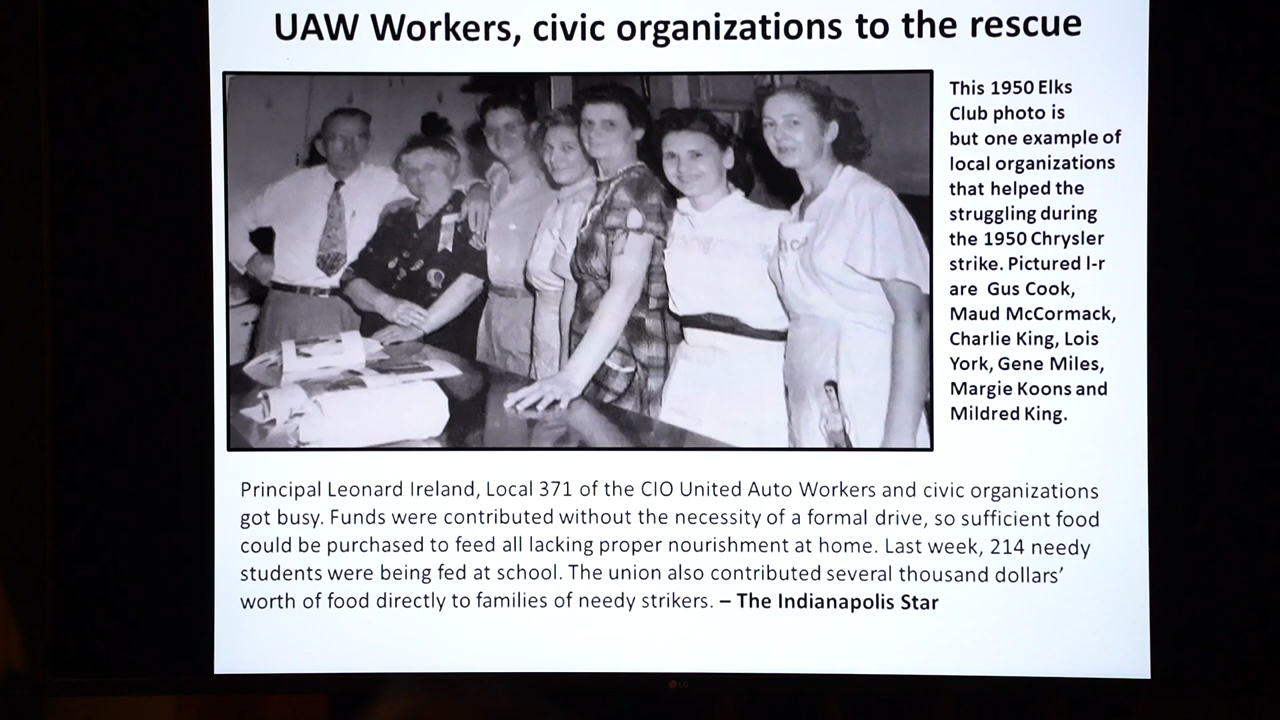 UAW Workers, civic organizations to the rescue
This 1950 Elks
Club photo is
but one example of
local organizations
that helped the
struggling during
the 1950 Chrysler
strike. Pictured l-r
are Gus Cook,
Maud McCormack,
Charlie King, Lois
York, Gene Miles,
Margie Koons and
Mildred King.
Principal Leonard Ireland, Local 371 of the CIO United Auto Workers and civic organizations
got busy. Funds were contributed without the necessity of a formal drive, so sufficient food
could be purchased to feed all lacking proper nourishment at home. Last week, 214 needy
students were being fed at school. The union also contributed several thousand dollars’
worth of food directly to families of needy strikers. – The Indianapolis Star
LG